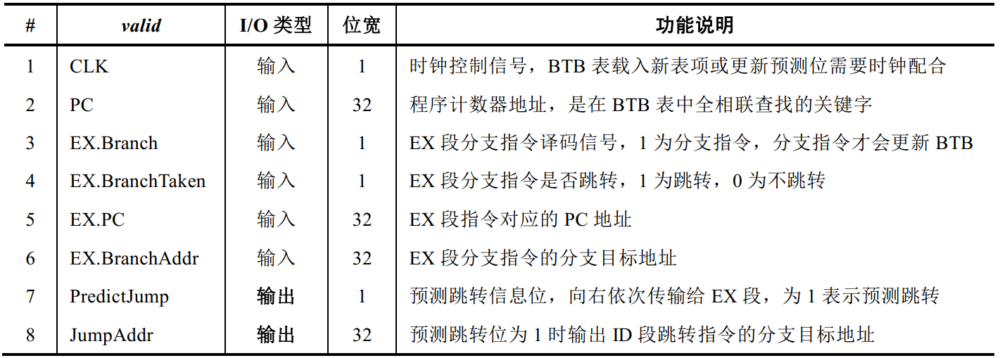 # valid I/O 类型 位宽 功能说明
1 CLK 输入 1 时钟控制信号，BTB 表载入新表项或更新预测位需要时钟配合
2 PC 输入 32 程序计数器地址，是在 BTB 表中全相联查找的关键字
3 EX.Branch 输入 1 EX 段分支指令译码信号，1 为分支指令，分支指令才会更新 BTB
4 EX.BranchTaken 输入 1 EX 段分支指令是否跳转，1 为跳转，0 为不跳转
5 EX.PC 输入 32 EX 段指令对应的 PC 地址
6 EX.BranchAddr 输入 32 EX 段分支指令的分支目标地址
7 PredictJump 输出 1 预测跳转信息位，向右依次传输给 EX 段，为 1 表示预测跳转
8 JumpAddr 输出 32 预测跳转位为 1 时输出 ID 段跳转指令的分支目标地址